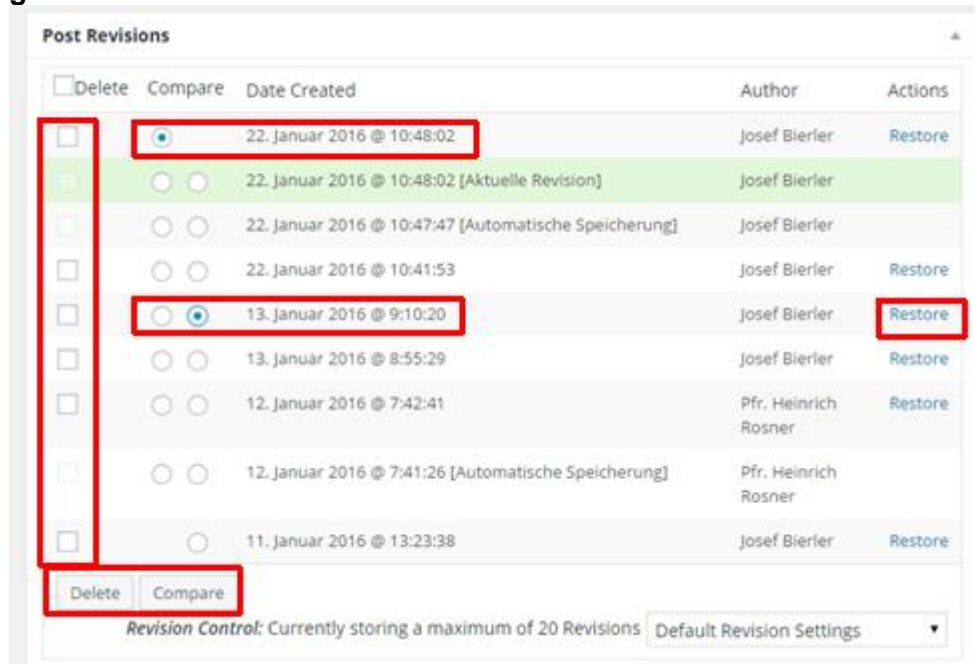 g
Post Revisions
Delete Compare Date Created Author Actions
22. Januar 2016 @ 10:48:02 Josef Bierler Restore
22. Januar 2016 @ 10:48:02 [Aktuelle Revision] Josef Bierler
22. Januar 2016 @ 10:47:47 [Automatische Speicherung] Josef Bierler
22. Januar 2016 @ 10:41:53 Josef Bierler Restore
13. Januar 2016 @ 9:10:20 Josef Bierler Restore
13. Januar 2016 @ 8:55:29 Josef Bierler Restore
12. Januar 2016 @ 7:42:41 Pfr. Heinrich Restore
Rosner
12. Januar 2016 @ 7:41:26 [Automatische Speicherung] Pfr. Heinrich
Rosner
11. Januar 2016 @ 13:23:38 Josef Bierler Restore
Delete Compare
Revision Control: Currently storing a maximum of 20 Revisions Default Revision Settings